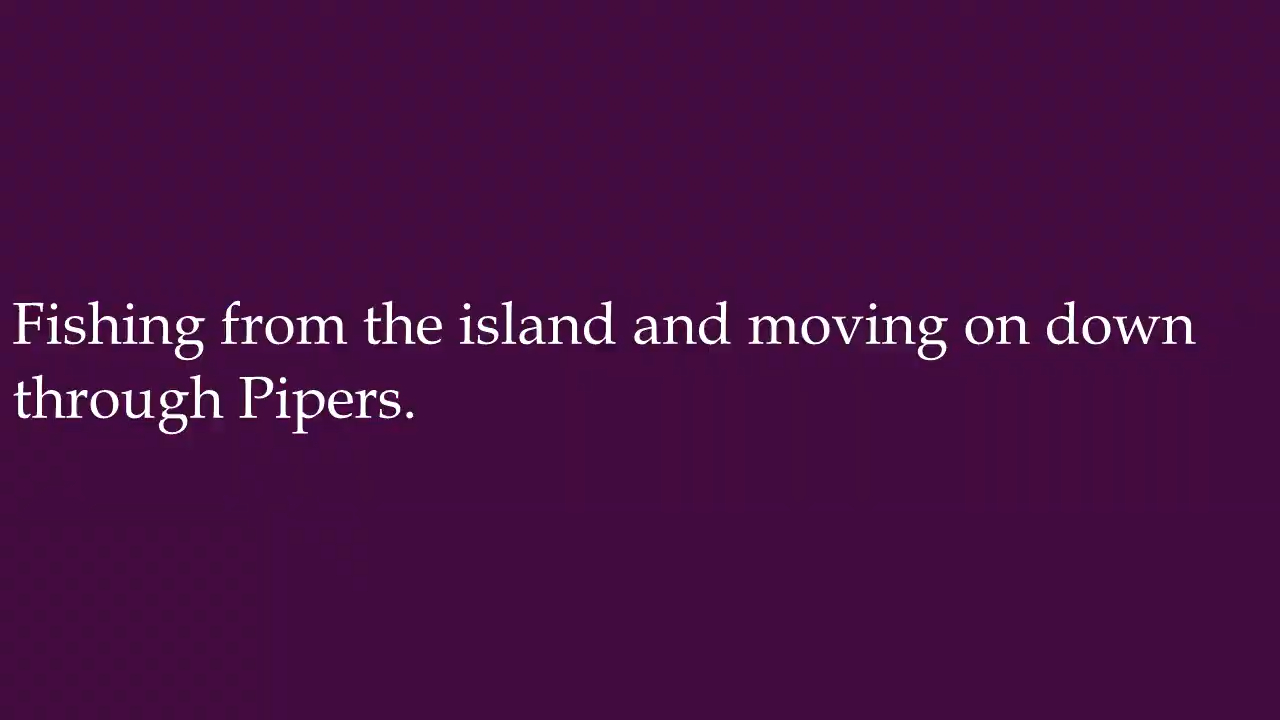 Fishing from the island and moving on down
through Pipers.